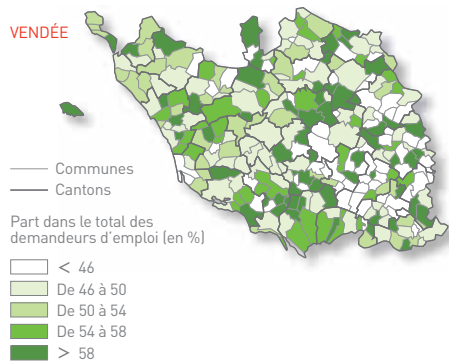 VENDÉE
Communes
Cantons
Part dans le total des
demandeurs d'emploi (en %)
< 46
De 46 à 50
De 50 à 54
De 54 à 58
> 58